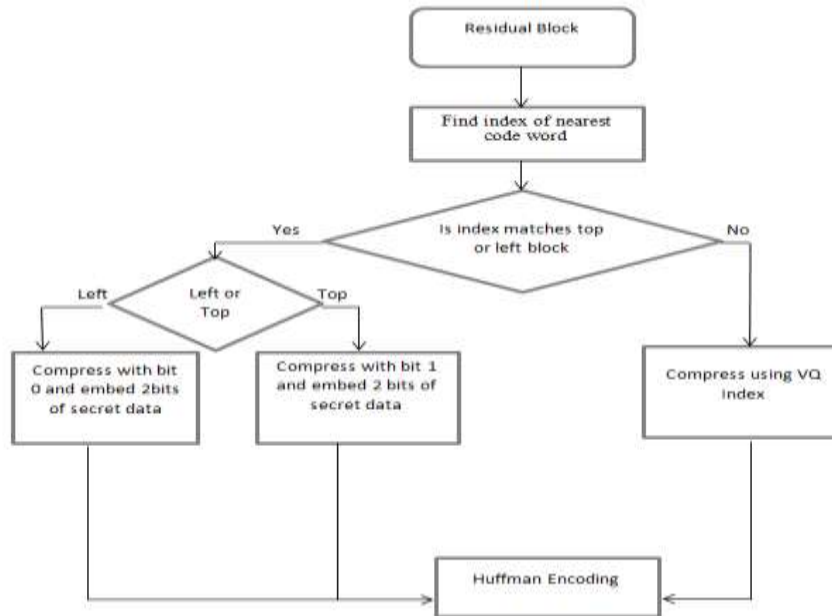 Residual Block
Find index of nearest
code word
Is index matches top
or left block
Yes
No
Left or
Top
Left
Top
Compress with bit
0 and embed 2bits
of secret data
Compress with bit 1
and embed 2 bits of
secret data
Compress using VQ
Index
Huffman Encoding